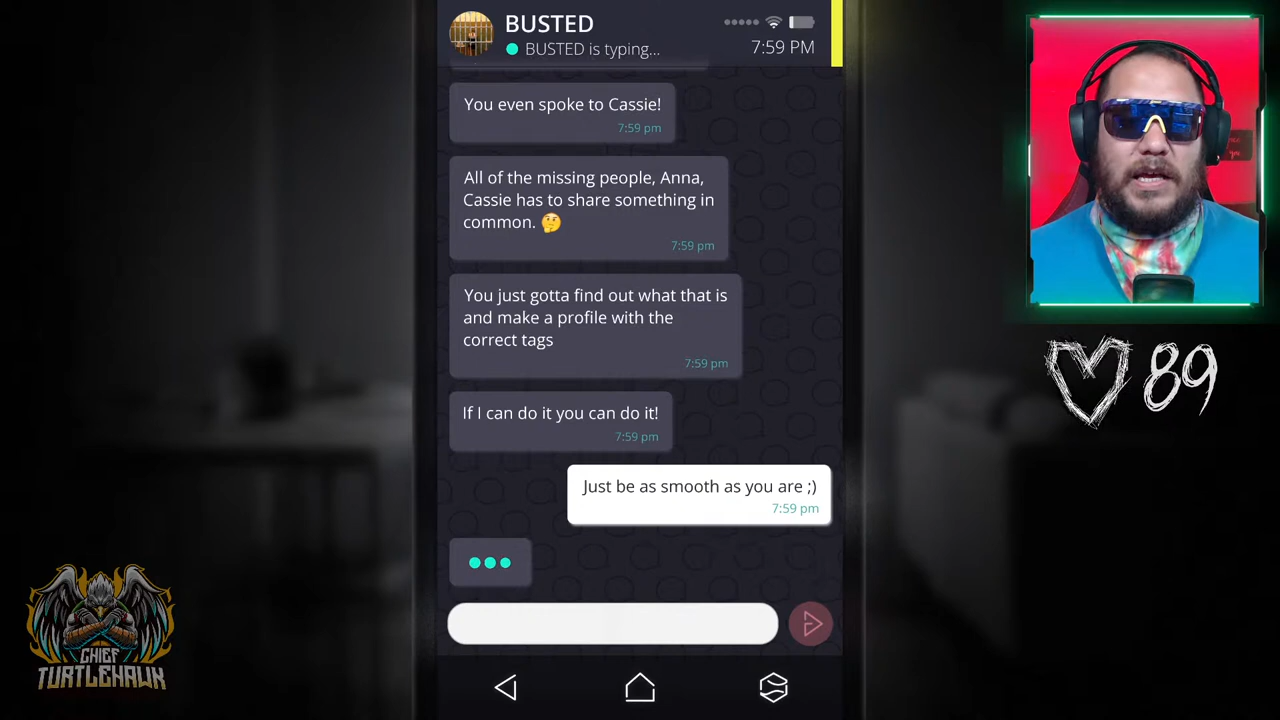 BUSTED
BUSTED is typing...
7:59 PM
You even spoke to Cassie!
7:59 pm
All of the missing people, Anna,
Cassie has to share something in
common. 🤔
7:59 pm
You just gotta find out what that is
and make a profile with the
correct tags
7:59 pm
If I can do it you can do it!
7:59 pm
Just be as smooth as you are ;)
7:59 pm
89
CHIEF
TURTLEHAWK